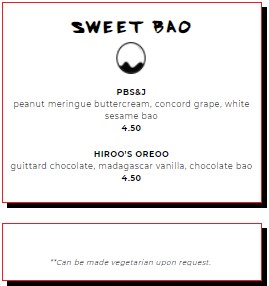 SWEET BAO
PBS&J
peanut meringue buttercream, concord grape, white
sesame bao
4.50
HIROO'S OREOO
guittard chocolate, madagascar vanilla, chocolate bao
4.50
**Can be made vegetarian upon request.